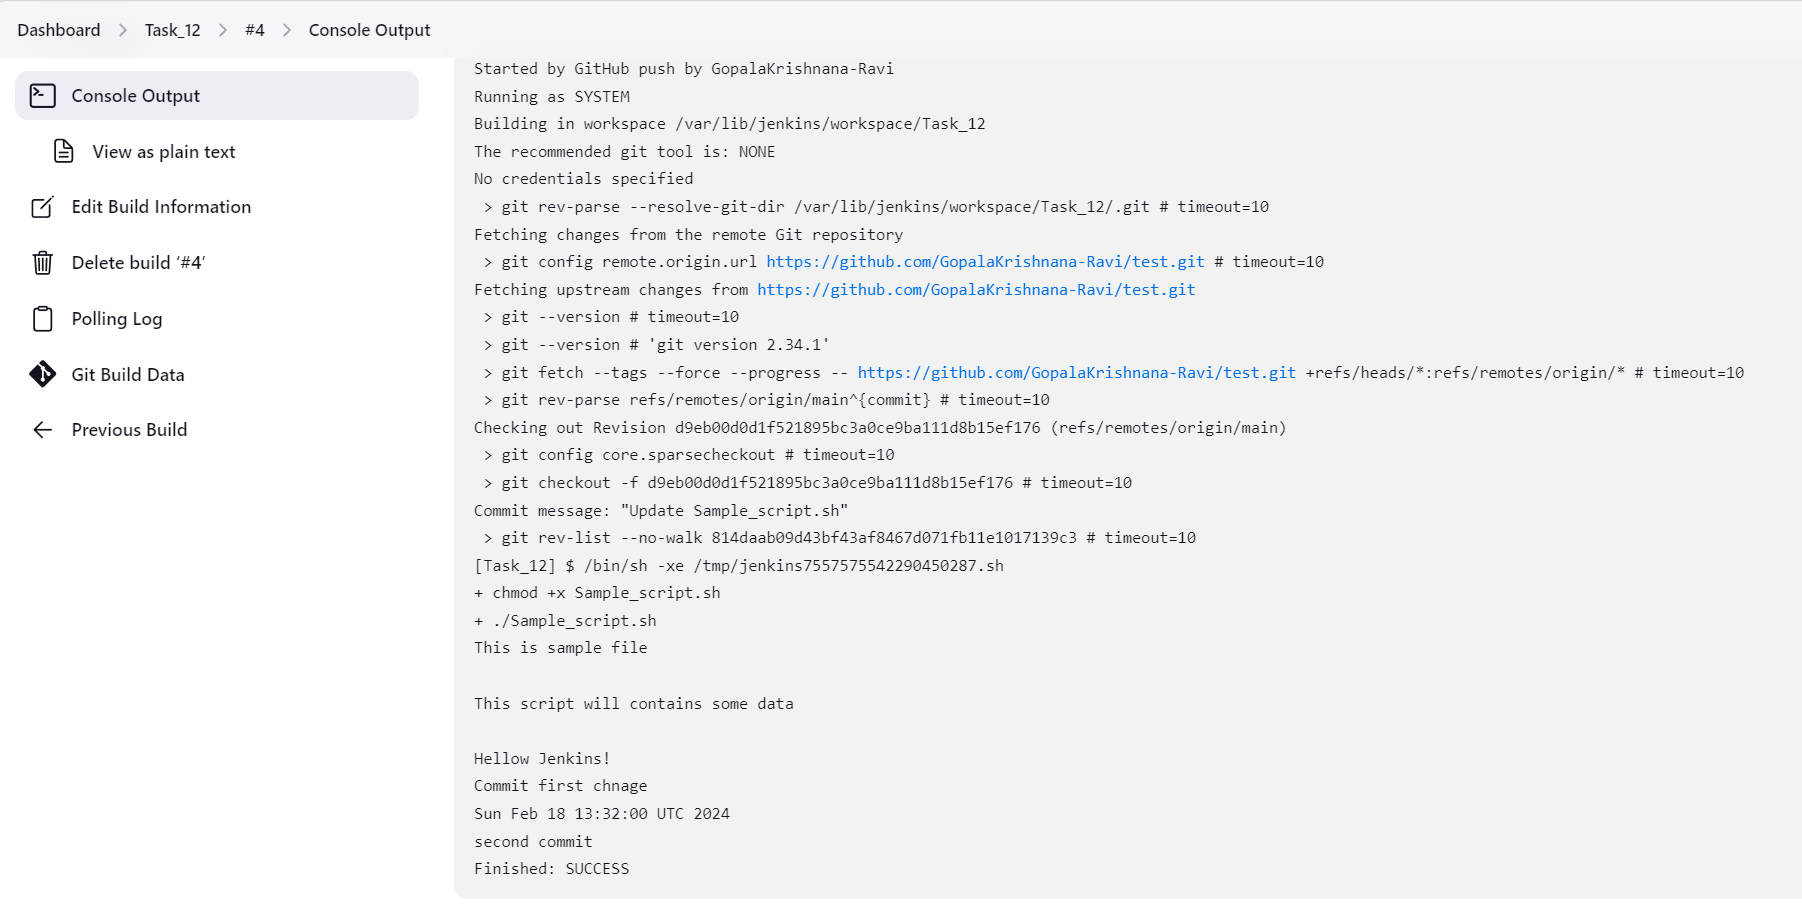 Dashboard > Task_12 > #4 > Console Output
Console Output
View as plain text
Edit Build Information
Delete build ‘#4’
Polling Log
Git Build Data
Previous Build
Started by GitHub push by GopalaKrishnana-Ravi
Running as SYSTEM
Building in workspace /var/lib/jenkins/workspace/Task_12
The recommended git tool is: NONE
No credentials specified
 > git rev-parse --resolve-git-dir /var/lib/jenkins/workspace/Task_12/.git # timeout=10
Fetching changes from the remote Git repository
 > git config remote.origin.url https://github.com/GopalaKrishnana-Ravi/test.git # timeout=10
Fetching upstream changes from https://github.com/GopalaKrishnana-Ravi/test.git
 > git --version # timeout=10
 > git --version # 'git version 2.34.1'
 > git fetch --tags --force --progress -- https://github.com/GopalaKrishnana-Ravi/test.git +refs/heads/*:refs/remotes/origin/* # timeout=10
 > git rev-parse refs/remotes/origin/main^{commit} # timeout=10
Checking out Revision d9eb00d0d1f521895bc3a0ce9ba111d8b15ef176 (refs/remotes/origin/main)
 > git config core.sparsecheckout # timeout=10
 > git checkout -f d9eb00d0d1f521895bc3a0ce9ba111d8b15ef176 # timeout=10
Commit message: "Update Sample_script.sh"
 > git rev-list --no-walk 814daab09d43bf43af8467d071fb11e1017139c3 # timeout=10
[Task_12] $ /bin/sh -xe /tmp/jenkins7557575542290450287.sh
+ chmod +x Sample_script.sh
+ ./Sample_script.sh
This is sample file
This script will contains some data
Hellow Jenkins!
Commit first chnage
Sun Feb 18 13:32:00 UTC 2024
second commit
Finished: SUCCESS